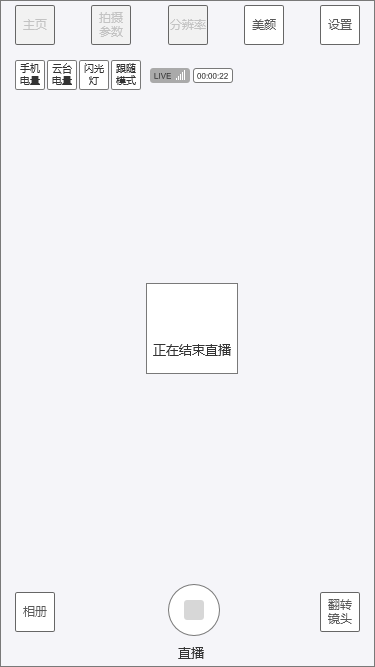 主页
拍摄
参数
分辨率
美颜
设置
手机
电量
云台
电量
闪光
灯
跟随
模式
LIVE
00:00:22
正在结束直播
相册
翻转
镜头
直播